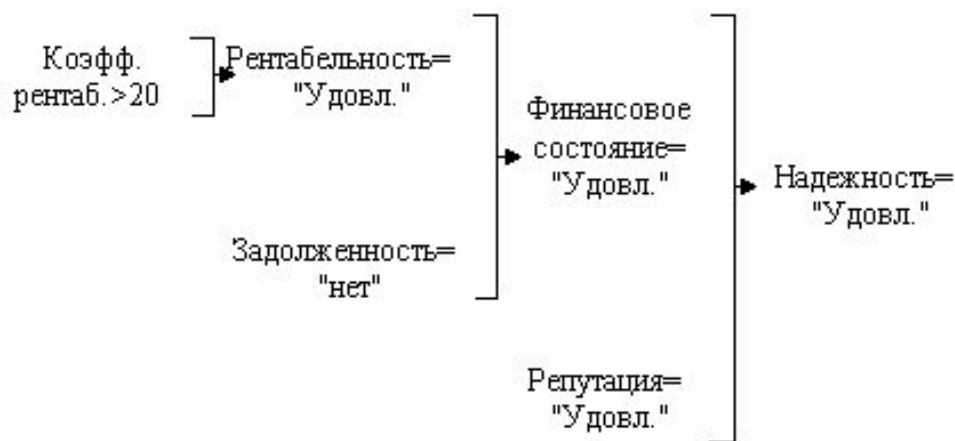 Коэфф.
рентаб.>20
Рентабельность=
"Удовл."
Задолженность=
"нет"
Финансовое
состояние=
"Удовл."
Репутация=
"Удовл."
Надежность=
"Удовл."